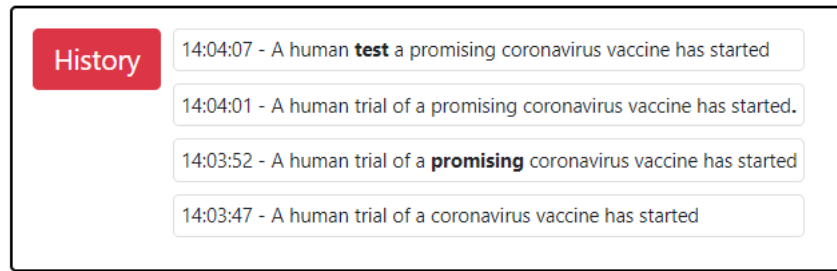 History
14:04:07 - A human test a promising coronavirus vaccine has started
14:04:01 - A human trial of a promising coronavirus vaccine has started.
14:03:52 - A human trial of a promising coronavirus vaccine has started
14:03:47 - A human trial of a coronavirus vaccine has started